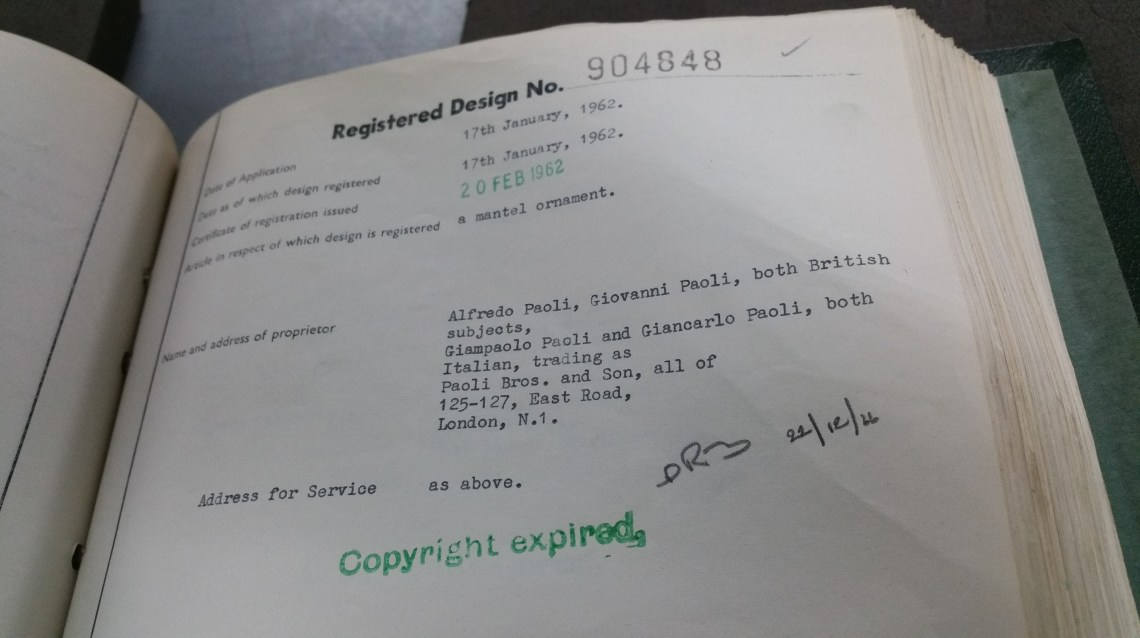 Registered Design No. 904848
Date of Application 17th January, 1962.
Date as of which design registered 17th January, 1962.
Certificate of registration issued 20 FEB 1962
Article in respect of which design is registered a mantel ornament.
Name and address of proprietor Alfredo Paoli, Giovanni Paoli, both British
subjects,
Giampaolo Paoli and Giancarlo Paoli, both
Italian, trading as
Paoli Bros. and Son, all of
125-127, East Road,
London, N.1.
Address for Service as above.
Copyright expired,